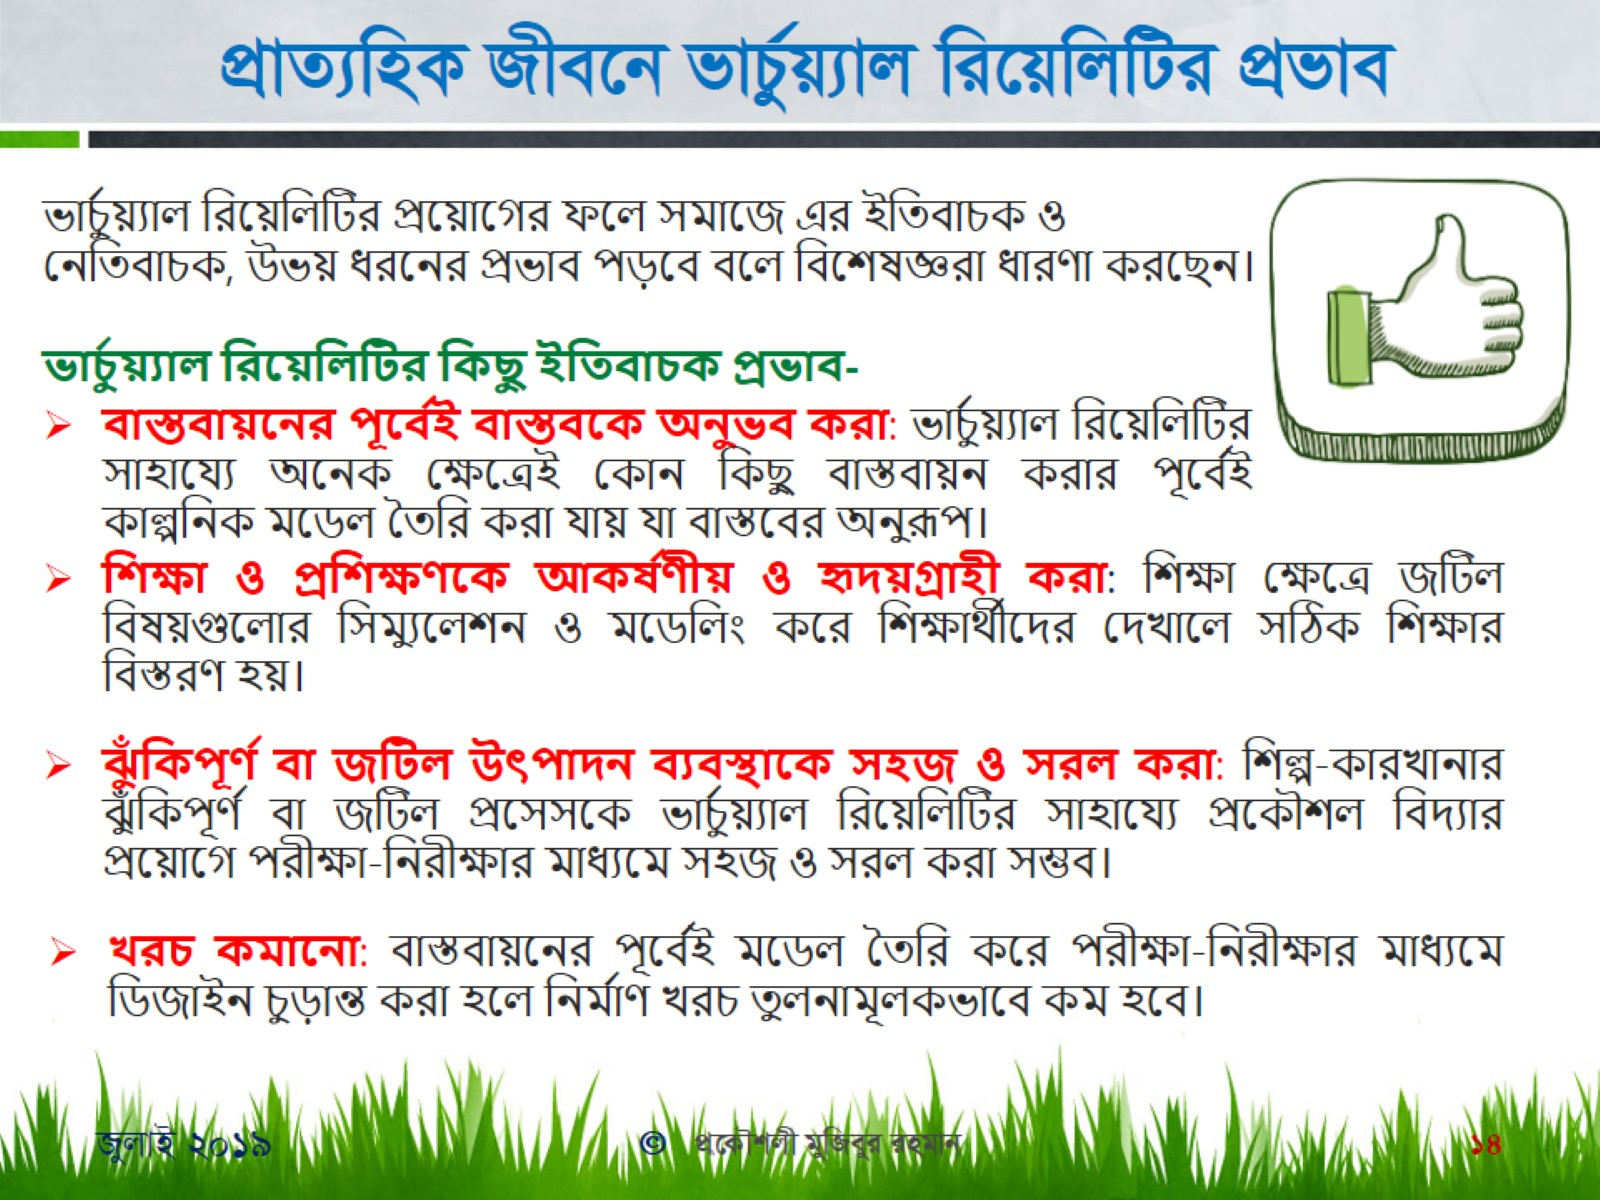 প্রাত্যহিক জীবনে ভার্চুয়্যাল রিয়েলিটির প্রভাব
ভার্চুয়্যাল রিয়েলিটির প্রয়োগের ফলে সমাজে এর ইতিবাচক ও
নেতিবাচক, উভয় ধরনের প্রভাব পড়বে বলে বিশেষজ্ঞরা ধারণা করছেন।
ভার্চুয়্যাল রিয়েলিটির কিছু ইতিবাচক প্রভাব-
➢ বাস্তবায়নের পূর্বেই বাস্তবকে অনুভব করা: ভার্চুয়্যাল রিয়েলিটির
সাহায্যে অনেক ক্ষেত্রেই কোন কিছু বাস্তবায়ন করার পূর্বেই
কাল্পনিক মডেল তৈরি করা যায় যা বাস্তবের অনুরূপ।
➢ শিক্ষা ও প্রশিক্ষণকে আকর্ষণীয় ও হৃদয়গ্রাহী করা: শিক্ষা ক্ষেত্রে জটিল
বিষয়গুলোর সিম্যুলেশন ও মডেলিং করে শিক্ষার্থীদের দেখালে সঠিক শিক্ষার
বিস্তরণ হয়।
➢ ঝুঁকিপূর্ণ বা জটিল উৎপাদন ব্যবস্থাকে সহজ ও সরল করা: শিল্প-কারখানার
ঝুঁকিপূর্ণ বা জটিল প্রসেসকে ভার্চুয়্যাল রিয়েলিটির সাহায্যে প্রকৌশল বিদ্যার
প্রয়োগে পরীক্ষা-নিরীক্ষার মাধ্যমে সহজ ও সরল করা সম্ভব।
➢ খরচ কমানো: বাস্তবায়নের পূর্বেই মডেল তৈরি করে পরীক্ষা-নিরীক্ষার মাধ্যমে
ডিজাইন চুড়ান্ত করা হলে নির্মাণ খরচ তুলনামূলকভাবে কম হবে।
জুলাই ২০১৯
© প্রকৌশলী মুজিবুর রহমান
১৪